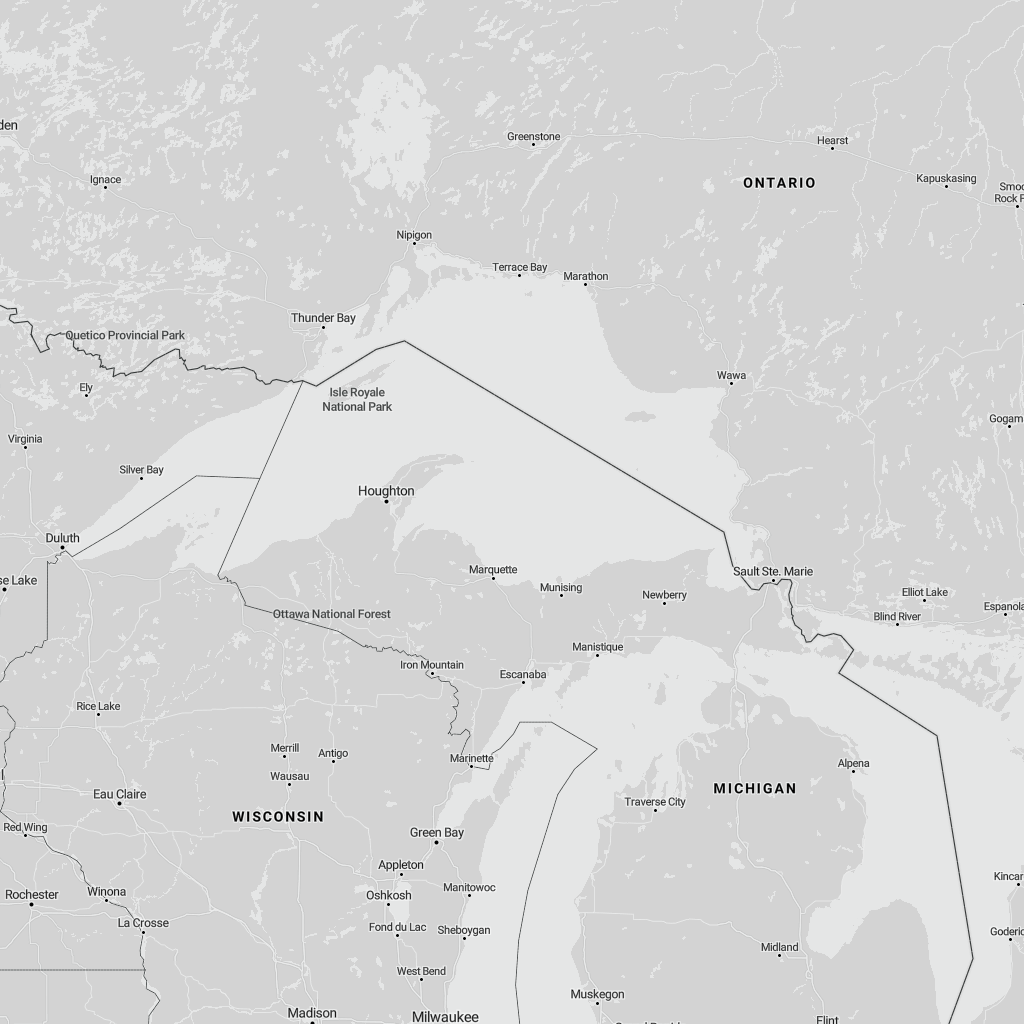 den
Greenstone
Hearst
Ignace
ONTARIO
Kapuskasing
Smoo
Rock F
Nipigon
Terrace Bay
Marathon
Thunder Bay
Quetico Provincial Park
Wawa
Ely
Isle Royale
National Park
Gogam
Virginia
Silver Bay
Houghton
Duluth
Marquette
Sault Ste. Marie
se Lake
Munising
Newberry
Elliot Lake
Espanola
Blind River
Ottawa National Forest
Manistique
Iron Mountain
Escanaba
Rice Lake
Merrill
Antigo
Marinette
Alpena
l
Wausau
MICHIGAN
Eau Claire
Traverse City
WISCONSIN
Red Wing
Green Bay
Appleton
Kincar
Rochester
Winona
Oshkosh
Manitowoc
La Crosse
Fond du Lac
Sheboygan
Goderic
Midland
West Bend
Muskegon
Madison
Milwaukee
Flint